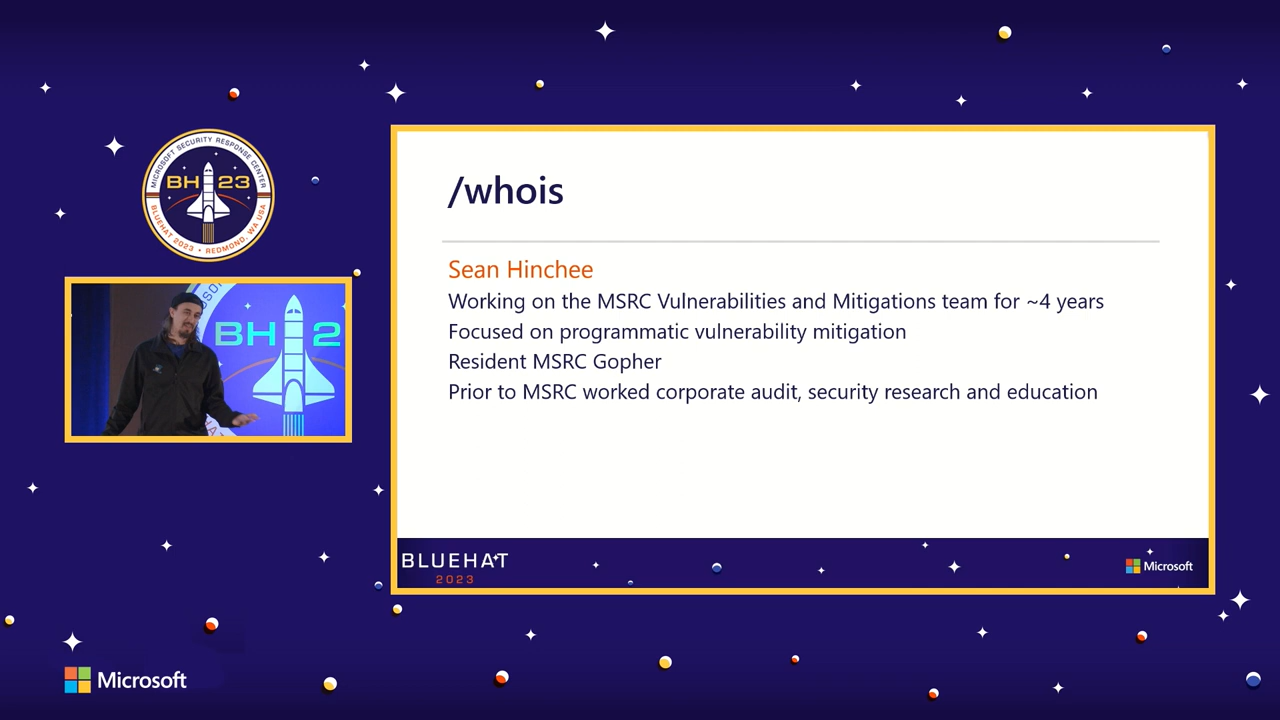 MICROSOFT SECURITY RESPONSE CENTER
BH 23
BLUEHAT 2023 • REDMOND, WA USA
BH 2
/whois
Sean Hinchee
Working on the MSRC Vulnerabilities and Mitigations team for ~4 years
Focused on programmatic vulnerability mitigation
Resident MSRC Gopher
Prior to MSRC worked corporate audit, security research and education
BLUEHAT
2023
Microsoft
Microsoft